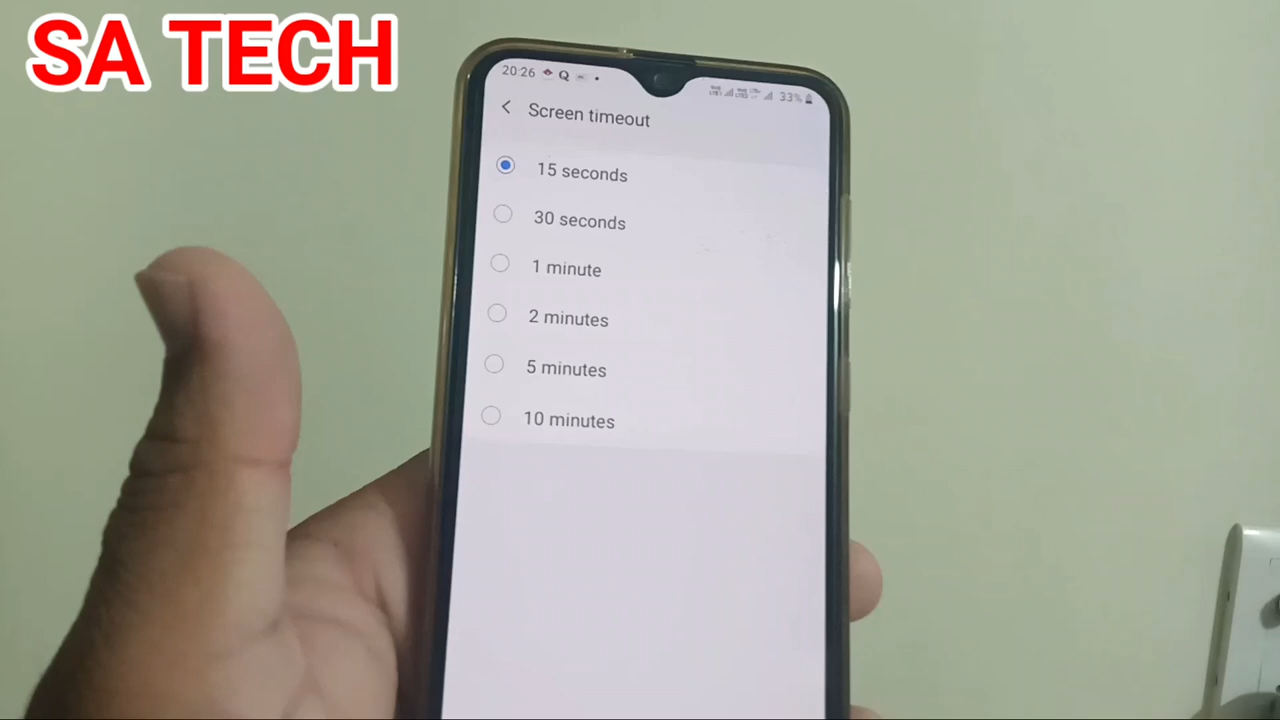 SA TECH
20:26 Q 33%
Screen timeout
15 seconds
30 seconds
1 minute
2 minutes
5 minutes
10 minutes